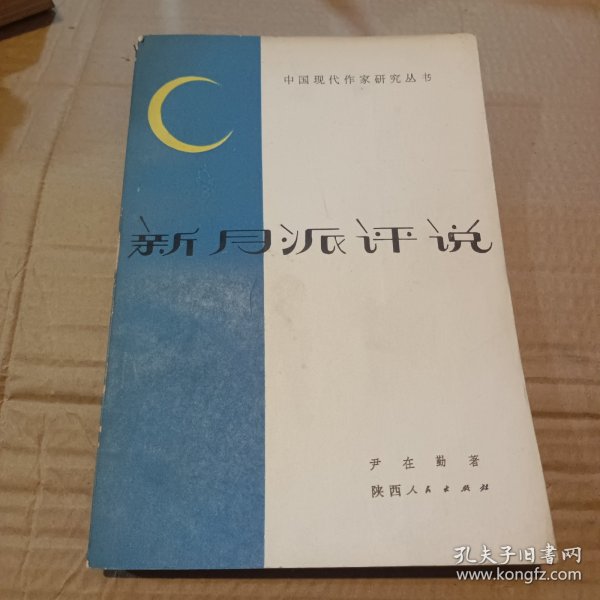 中国现代作家研究丛书
新月派评说
尹在勤著
陕西人民出版社
孔夫子旧书网
www.kongfz.com